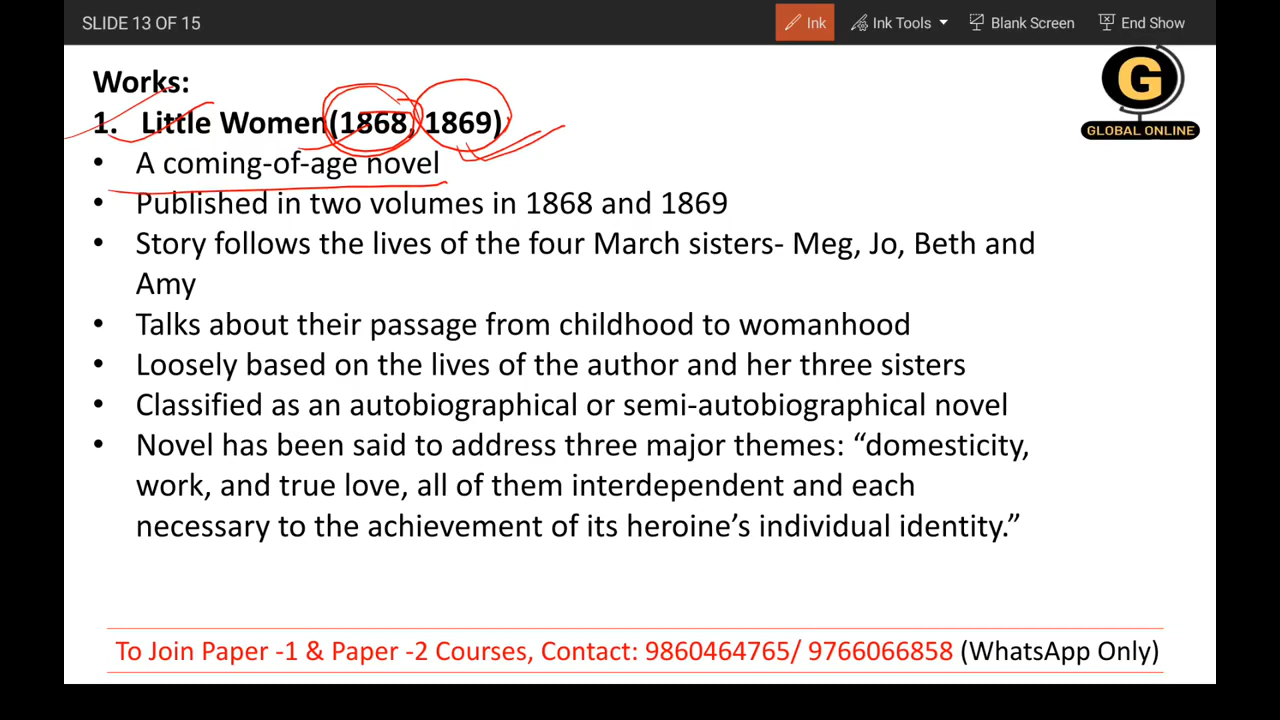 SLIDE 13 OF 15
Ink
Ink Tools
Blank Screen
End Show
G
GLOBAL ONLINE
Works:
1. Little Women(1868, 1869)
• A coming-of-age novel
• Published in two volumes in 1868 and 1869
• Story follows the lives of the four March sisters- Meg, Jo, Beth and
Amy
• Talks about their passage from childhood to womanhood
• Loosely based on the lives of the author and her three sisters
• Classified as an autobiographical or semi-autobiographical novel
• Novel has been said to address three major themes: “domesticity,
work, and true love, all of them interdependent and each
necessary to the achievement of its heroine’s individual identity.”
To Join Paper -1 & Paper -2 Courses, Contact: 9860464765/ 9766066858 (WhatsApp Only)